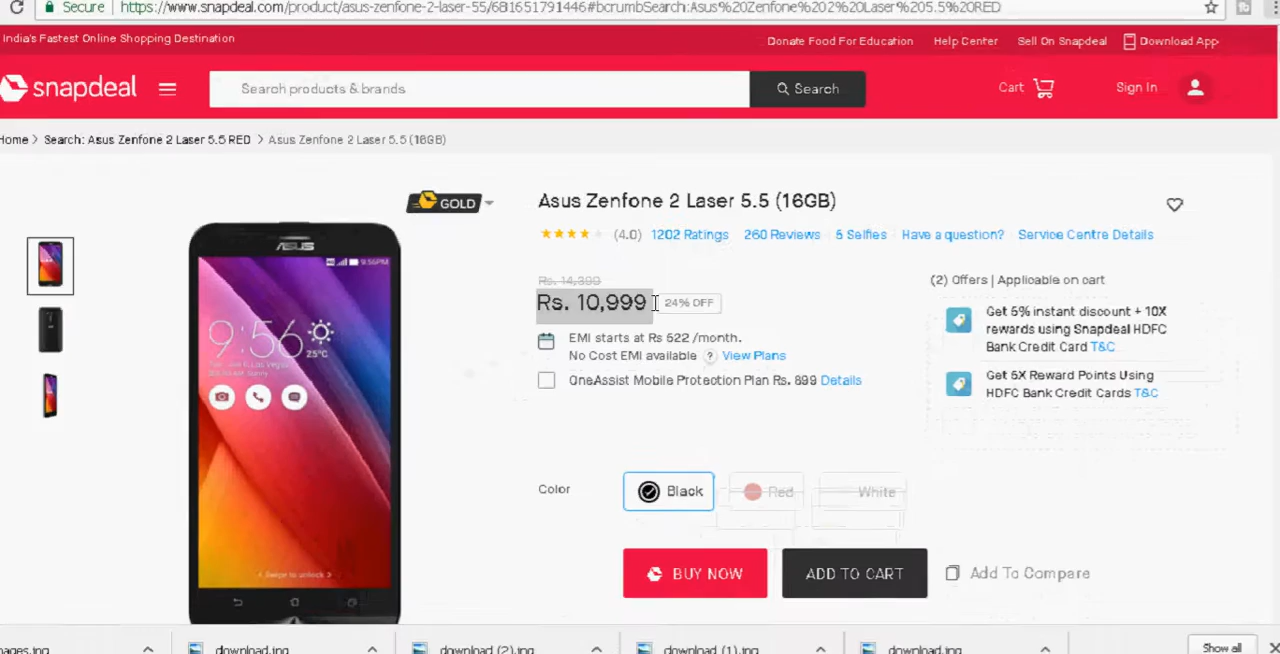 Secure https://www.snapdeal.com/product/asus-zenfone-2-laser-55/681651791446#bcrumbSearch:Asus%20Zenfone%202%20Laser%205.5%20RED
India's Fastest Online Shopping Destination
Donate Food For Education Help Center Sell On Snapdeal Download App
snapdeal Search products & brands Search Cart Sign In
Home > Search: Asus Zenfone 2 Laser 5.5 RED > Asus Zenfone 2 Laser 5.5 (16GB)
GOLD
Asus Zenfone 2 Laser 5.5 (16GB)
(4.0) 1202 Ratings 260 Reviews 5 Selfies Have a question? Service Centre Details
Rs. 14,399
Rs. 10,999 24% OFF
EMI starts at Rs 522 /month.
No Cost EMI available ? View Plans
OneAssist Mobile Protection Plan Rs. 899 Details
(2) Offers | Applicable on cart
Get 5% instant discount + 10X
rewards using Snapdeal HDFC
Bank Credit Card T&C
Get 5X Reward Points Using
HDFC Bank Credit Cards T&C
ASUS
9:56PM
9:56
25°C
Swipe to unlock
Color Black Red White
BUY NOW ADD TO CART Add To Compare
download.jpg download (2).jpg download (1).jpg download.jpg Show all